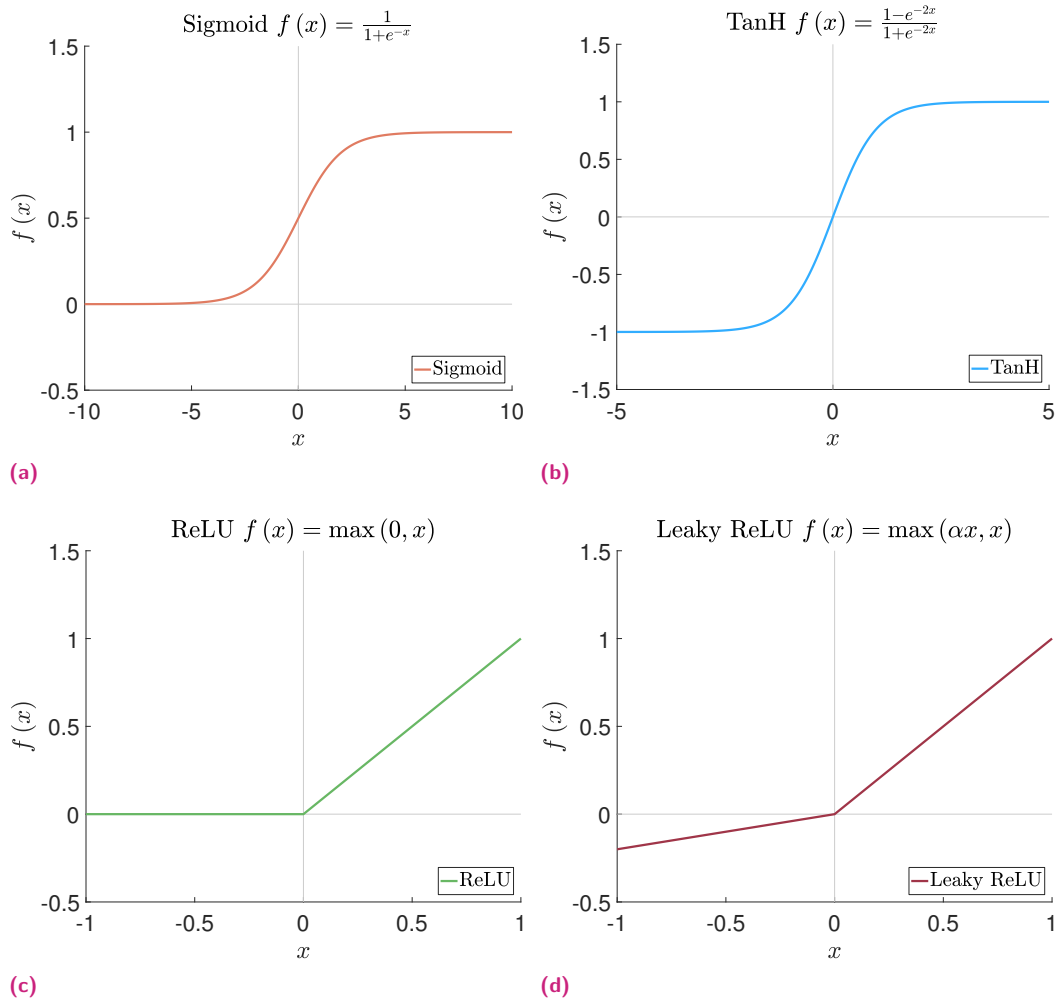 Sigmoid f (x) = 1/(1+e^{-x})
1.5
1
0.5
0
-0.5
f (x)
-10 -5 0 5 10
x
Sigmoid
(a)
TanH f (x) = (1-e^{-2x})/(1+e^{-2x})
1.5
1
0.5
0
-0.5
-1
-1.5
f (x)
-5 0 5
x
TanH
(b)
ReLU f (x) = max (0, x)
1.5
1
0.5
0
-0.5
f (x)
-1 -0.5 0 0.5 1
x
ReLU
(c)
Leaky ReLU f (x) = max (αx, x)
1.5
1
0.5
0
-0.5
f (x)
-1 -0.5 0 0.5 1
x
Leaky ReLU
(d)